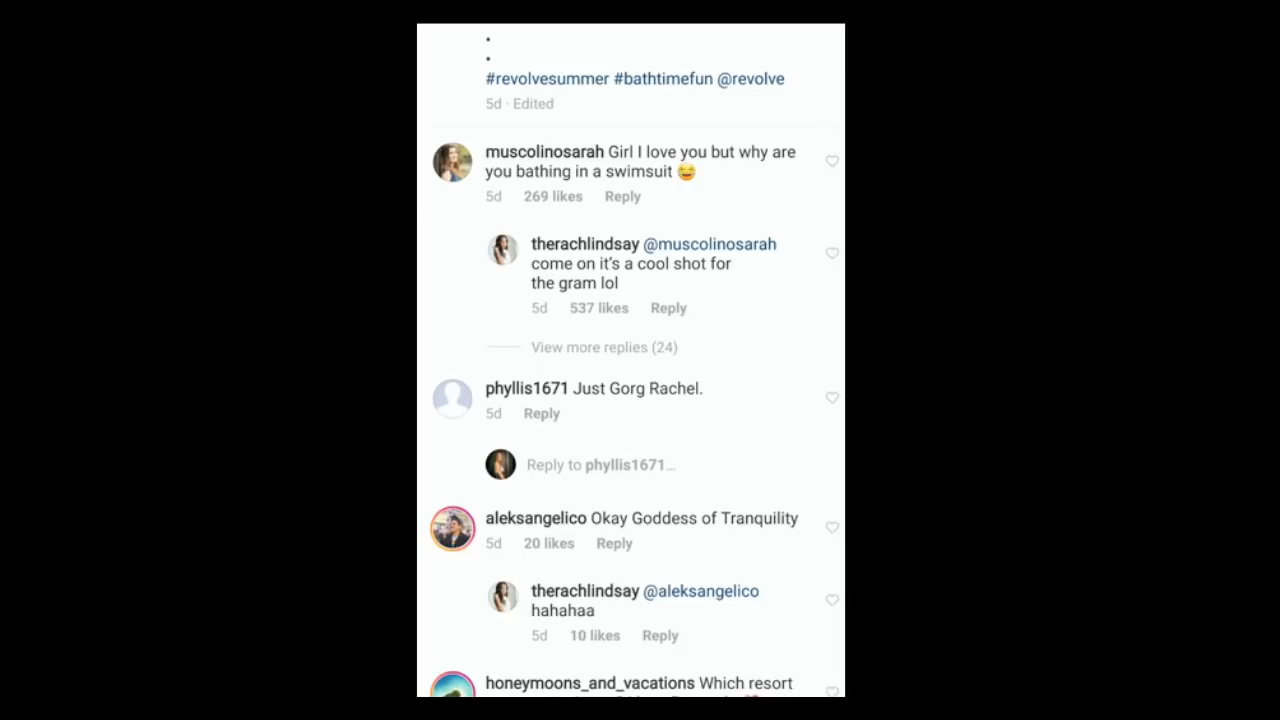 #revolvesummer #bathtimefun @revolve
5d · Edited
muscolinosarah Girl I love you but why are
you bathing in a swimsuit 😂
5d 269 likes Reply
therachlindsay @muscolinosarah
come on it's a cool shot for
the gram lol
5d 537 likes Reply
View more replies (24)
phyllis1671 Just Gorg Rachel.
5d Reply
Reply to phyllis1671...
aleksangelico Okay Goddess of Tranquility
5d 20 likes Reply
therachlindsay @aleksangelico
hahahaa
5d 10 likes Reply
honeymoons_and_vacations Which resort